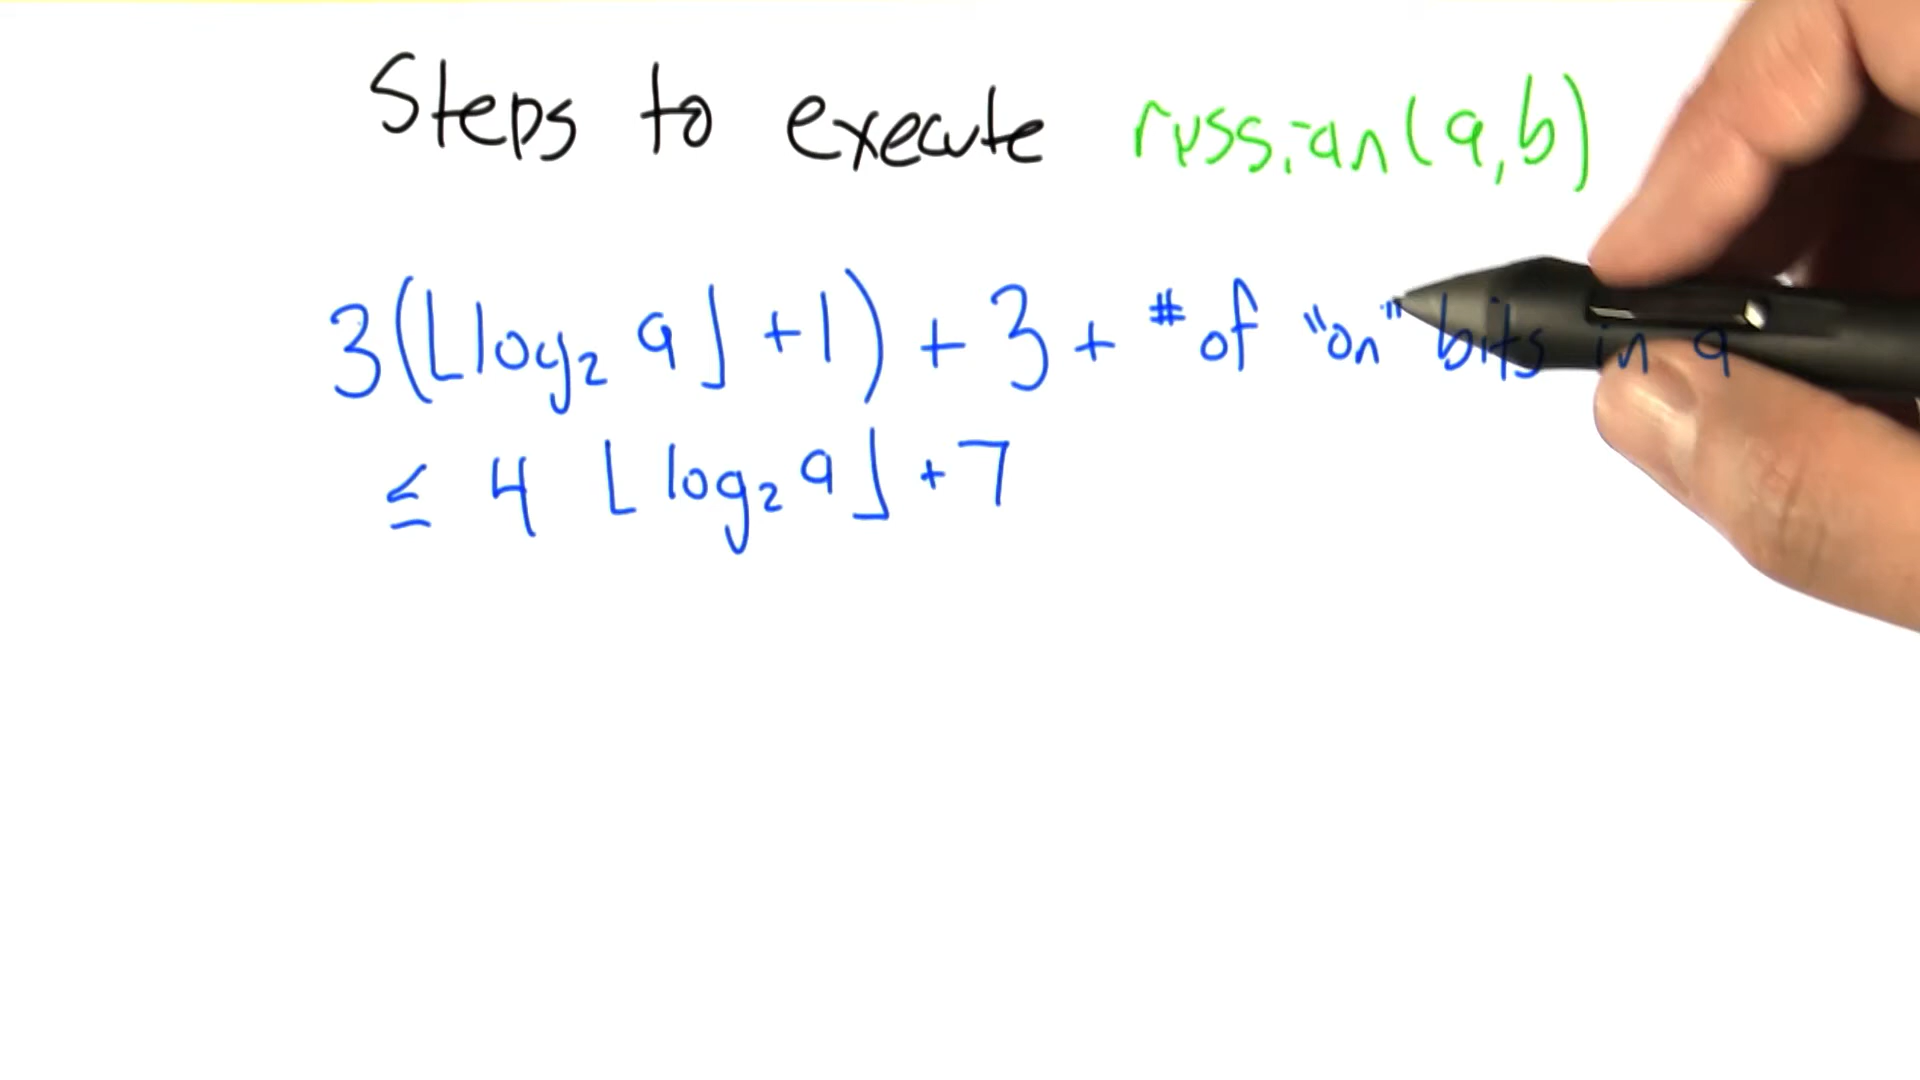 Steps to execute russian(a,b)
3(⌊log₂ a⌋ +1) + 3 + # of "on" bits in a
≤ 4 ⌊log₂ a⌋ + 7